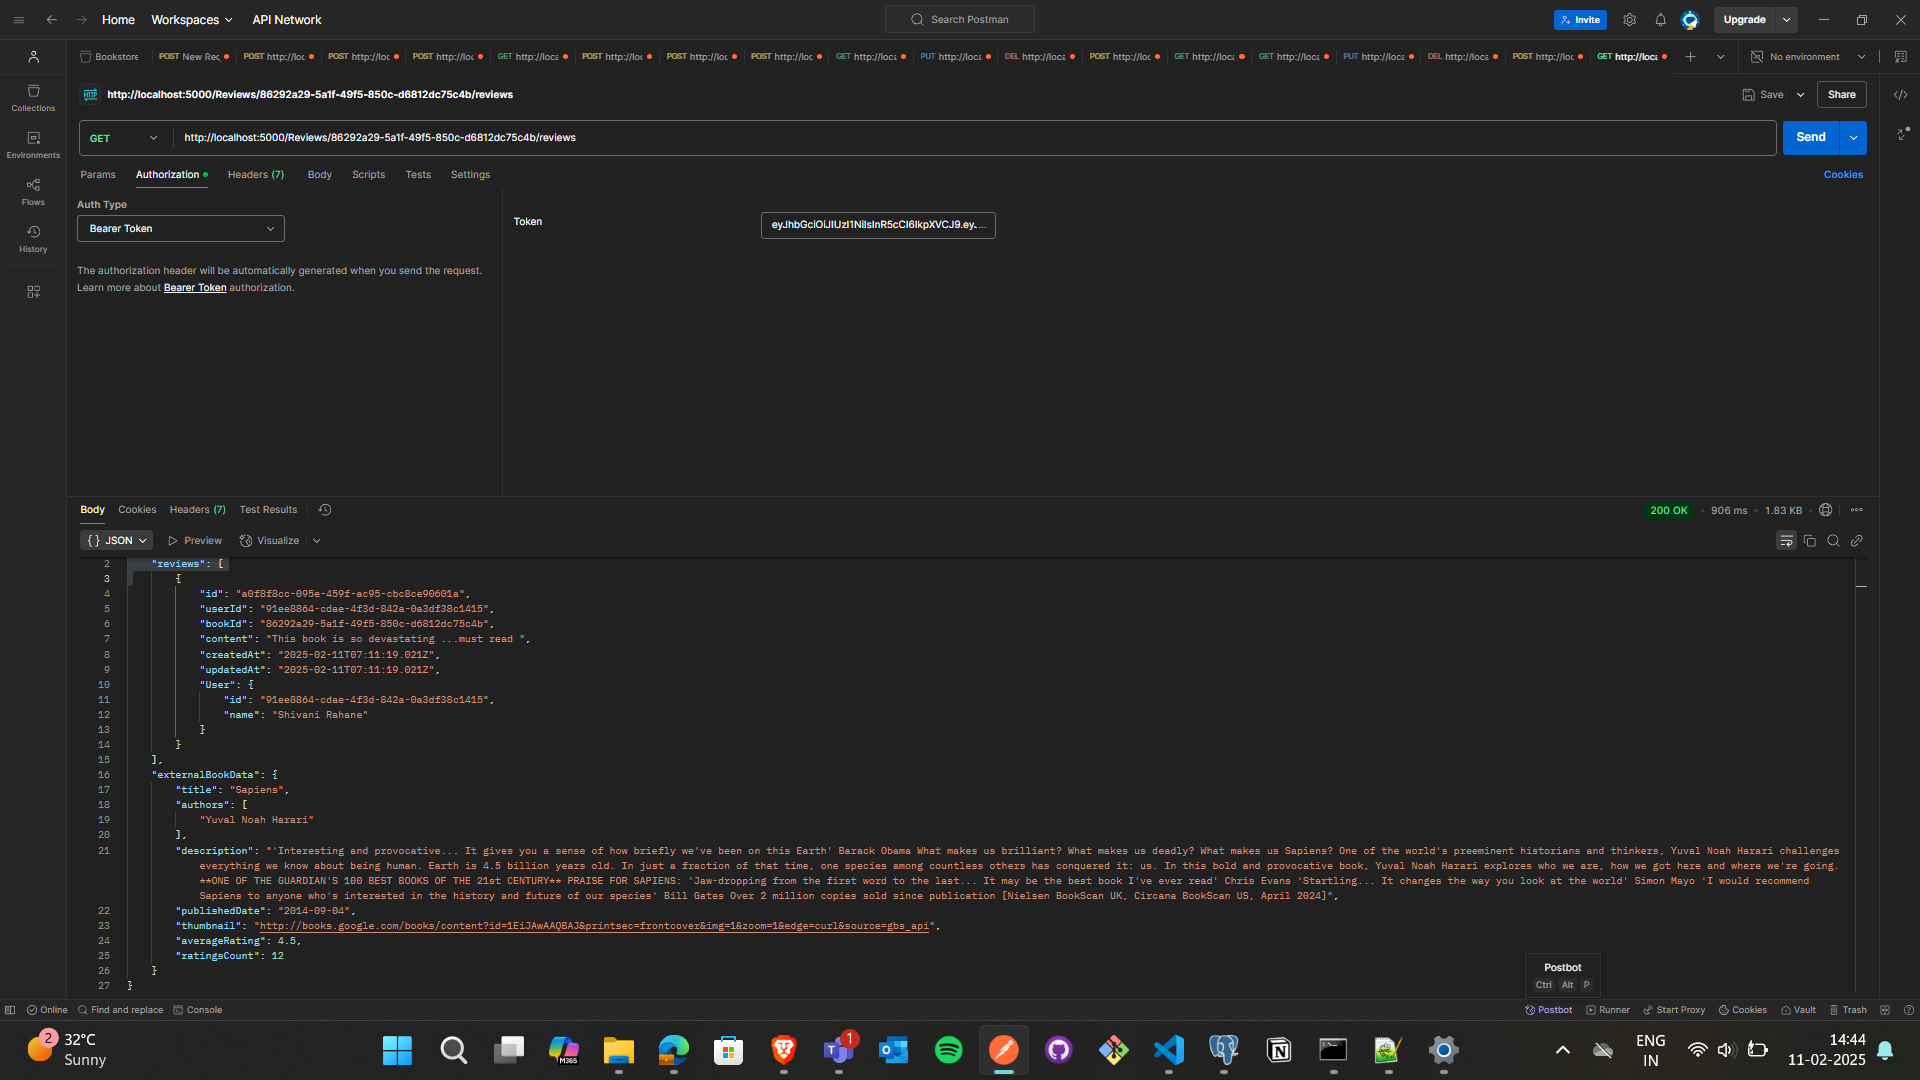 Home Workspaces API Network Search Postman Invite Upgrade
Bookstore POST New Rec POST http://loc POST http://loc POST http://loc GET http://loca POST http://loc POST http://loc POST http://loc GET http://loca PUT http://loca DEL http://loca POST http://loc GET http://loca GET http://loca PUT http://loca DEL http://loca POST http://loc GET http://loca No environment
HTTP http://localhost:5000/Reviews/86292a29-5a1f-49f5-850c-d6812dc75c4b/reviews Save Share
Collections
Environments
Flows
History
GET http://localhost:5000/Reviews/86292a29-5a1f-49f5-850c-d6812dc75c4b/reviews Send
Params Authorization Headers (7) Body Scripts Tests Settings Cookies
Auth Type
Bearer Token
Token
The authorization header will be automatically generated when you send the request.
Learn more about Bearer Token authorization.
Body Cookies Headers (7) Test Results 200 OK 906 ms 1.83 KB
{} JSON Preview Visualize
2 "reviews": [
3 {
4 "id": "a0f8f8cc-095e-459f-ac95-cbc8ce90601a",
5 "userId": "91ee8864-cdae-4f3d-842a-0a3df38c1415",
6 "bookId": "86292a29-5a1f-49f5-850c-d6812dc75c4b",
7 "content": "This book is so devastating ...must read ",
8 "createdAt": "2025-02-11T07:11:19.021Z",
9 "updatedAt": "2025-02-11T07:11:19.021Z",
10 "User": {
11 "id": "91ee8864-cdae-4f3d-842a-0a3df38c1415",
12 "name": "Shivani Rahane"
13 }
14 }
15 ],
16 "externalBookData": {
17 "title": "Sapiens",
18 "authors": [
19 "Yuval Noah Harari"
20 ],
21 "description": "'Interesting and provocative... It gives you a sense of how briefly we've been on this Earth' Barack Obama What makes us brilliant? What makes us deadly? What makes us Sapiens? One of the world's preeminent historians and thinkers, Yuval Noah Harari challenges
everything we know about being human. Earth is 4.5 billion years old. In just a fraction of that time, one species among countless others has conquered it: us. In this bold and provocative book, Yuval Noah Harari explores who we are, how we got here and where we're going.
**ONE OF THE GUARDIAN'S 100 BEST BOOKS OF THE 21st CENTURY** PRAISE FOR SAPIENS: 'Jaw-dropping from the first word to the last... It may be the best book I've ever read' Chris Evans 'Startling... It changes the way you look at the world' Simon Mayo 'I would recommend
Sapiens to anyone who's interested in the history and future of our species' Bill Gates Over 2 million copies sold since publication [Nielsen BookScan UK, Circana BookScan US, April 2024]",
22 "publishedDate": "2014-09-04",
23 "thumbnail": "http://books.google.com/books/content?id=1EiJAwAAQBAJ&printsec=frontcover&img=1&zoom=1&edge=curl&source=gbs_api",
24 "averageRating": 4.5,
25 "ratingsCount": 12
26 }
27 }
Postbot
Ctrl Alt P
Online Find and replace Console Postbot Runner Start Proxy Cookies Vault Trash
2 32°C
Sunny
M365
1
ENG
IN
14:44
11-02-2025